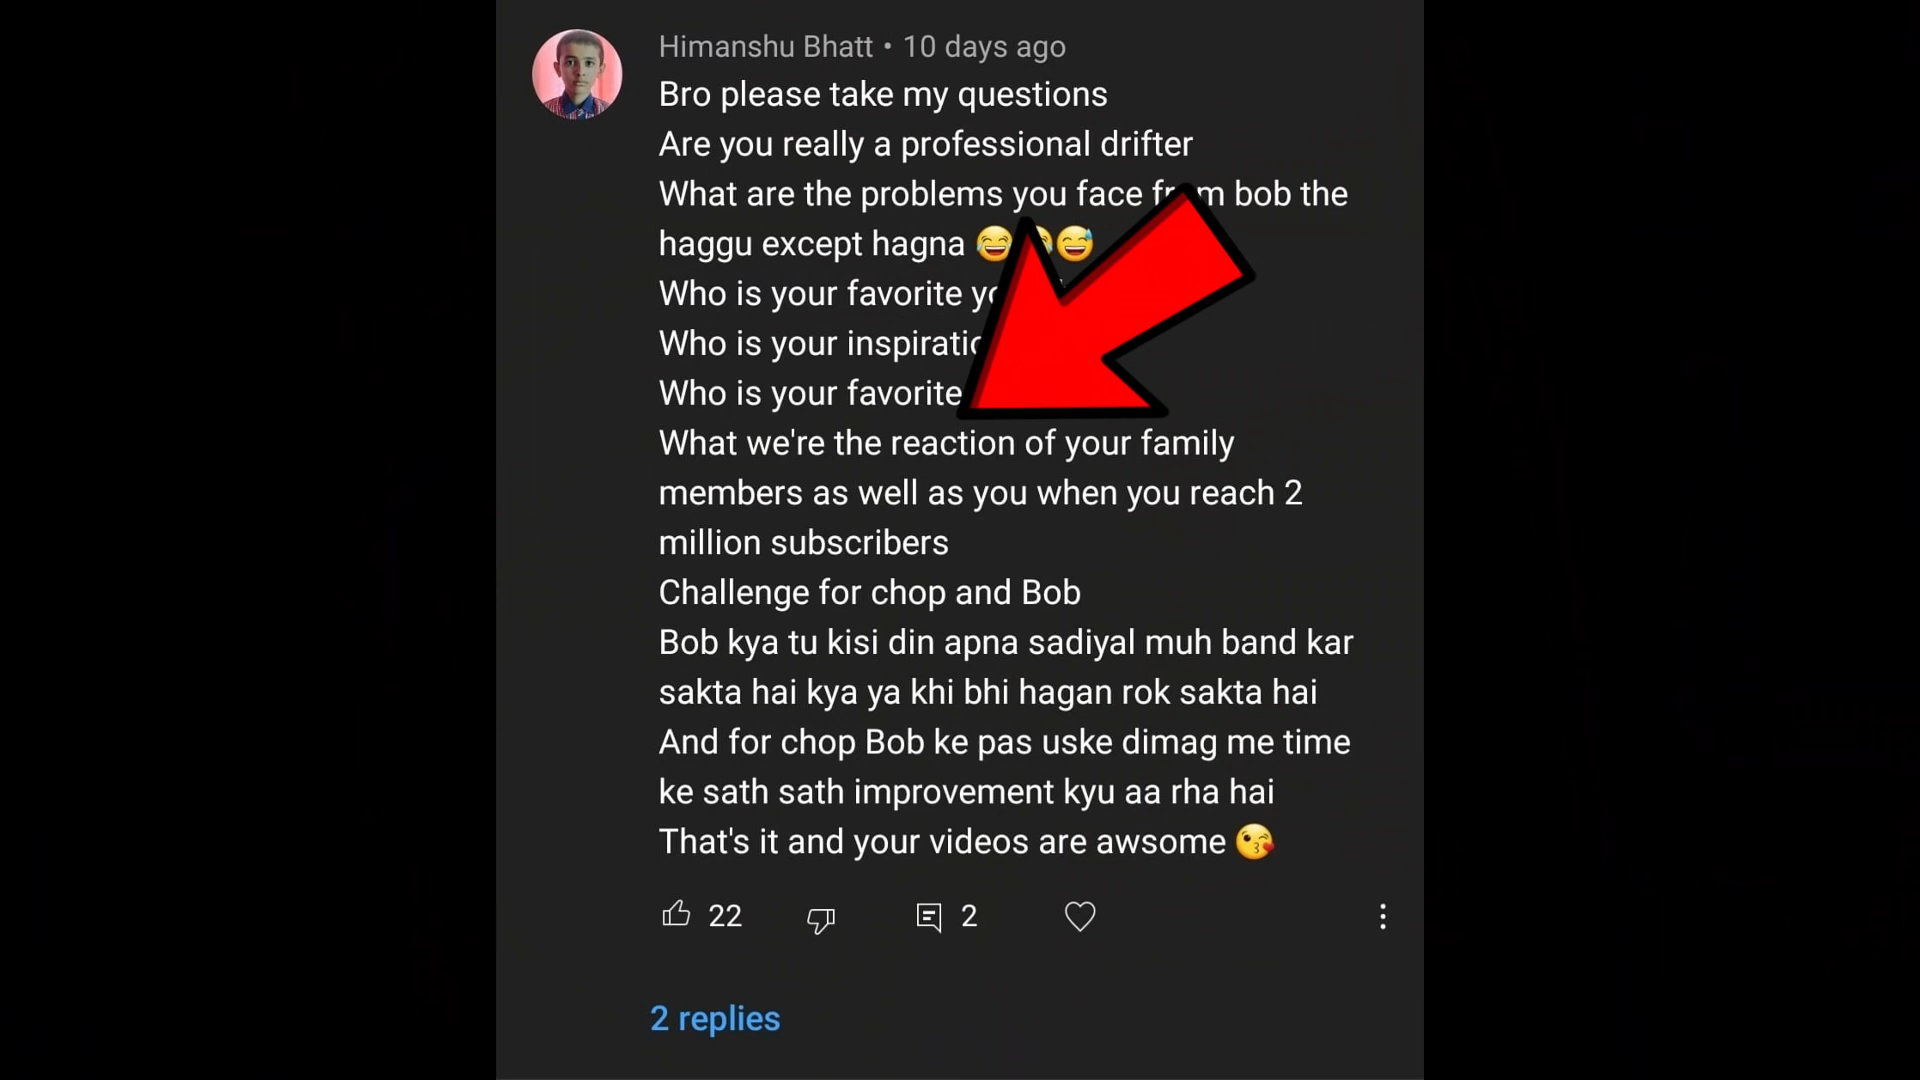 Himanshu Bhatt • 10 days ago
Bro please take my questions
Are you really a professional drifter
What are the problems you face bob the
haggu except hagna 😂 😅
Who is your favorite
Who is your
Who is your favorite
What we're the reaction of your family
members as well as you when you reach 2
million subscribers
Challenge for chop and Bob
Bob kya tu kisi din apna sadiyal muh band kar
sakta hai kya ya khi bhi hagan rok sakta hai
And for chop Bob ke pas uske dimag me time
ke sath sath improvement kyu aa rha hai
That's it and your videos are awsome 😘
22 2
2 replies